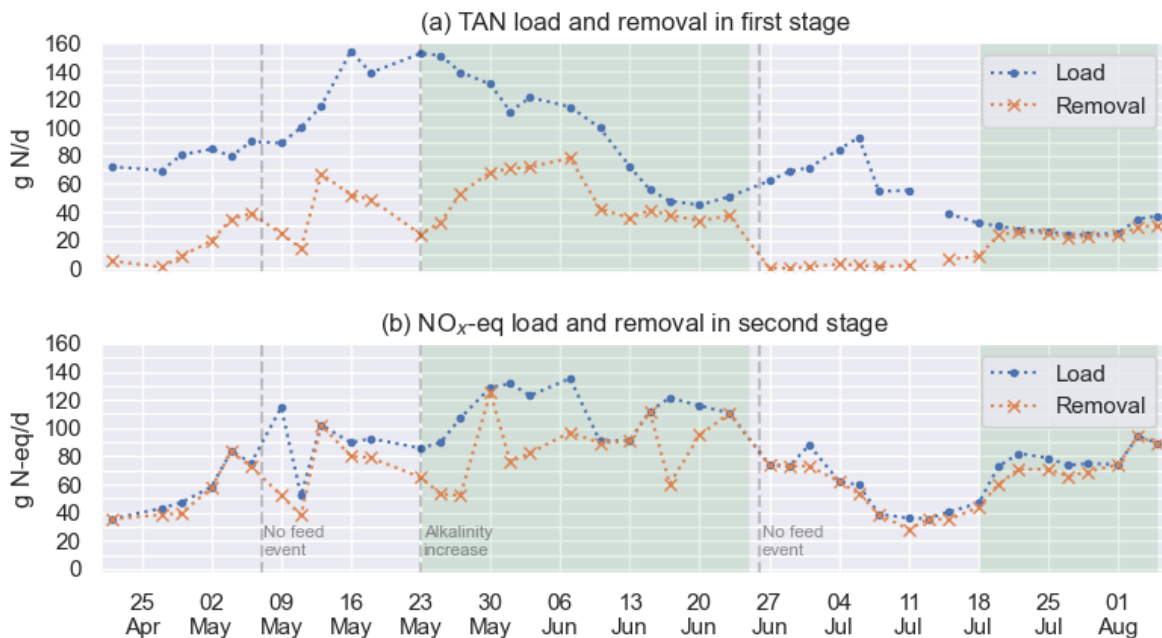 (a) TAN load and removal in first stage
160
140
120
100
80
60
40
20
0
g N/d
Load
Removal
(b) NOx-eq load and removal in second stage
160
140
120
100
80
60
40
20
0
g N-eq/d
Load
Removal
No feed
event
Alkalinity
increase
No feed
event
25 02 09 16 23 30 06 13 20 27 04 11 18 25 01
Apr May May May May May Jun Jun Jun Jun Jul Jul Jul Jul Aug